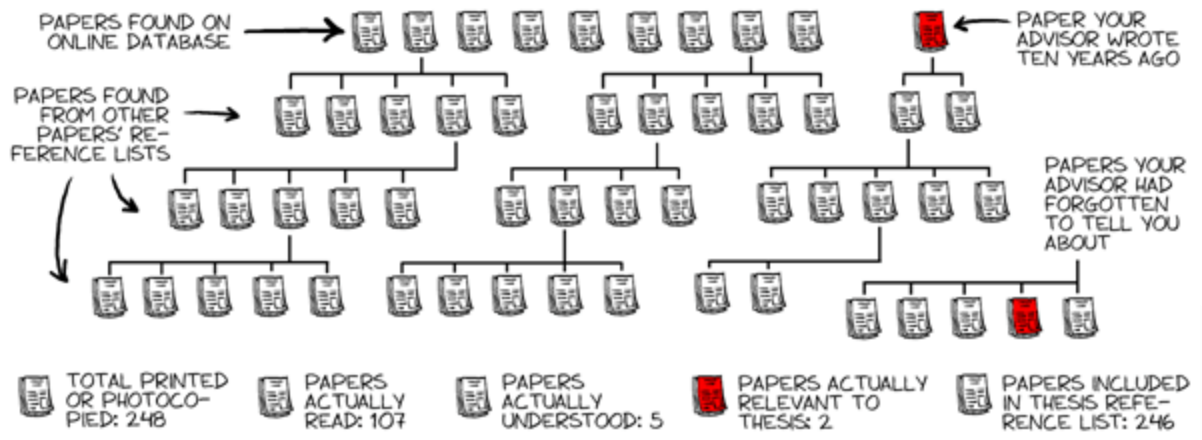 PAPERS FOUND ON
ONLINE DATABASE
PAPER YOUR
ADVISOR WROTE
TEN YEARS AGO
PAPERS FOUND
FROM OTHER
PAPERS' RE-
FERENCE LISTS
PAPERS YOUR
ADVISOR HAD
FORGOTTEN
TO TELL YOU
ABOUT
TOTAL PRINTED
OR PHOTOCO-
PIED: 248
PAPERS
ACTUALLY
READ: 107
PAPERS
ACTUALLY
UNDERSTOOD: 5
PAPERS ACTUALLY
RELEVANT TO
THESIS: 2
PAPERS INCLUDED
IN THESIS REFE-
RENCE LIST: 246